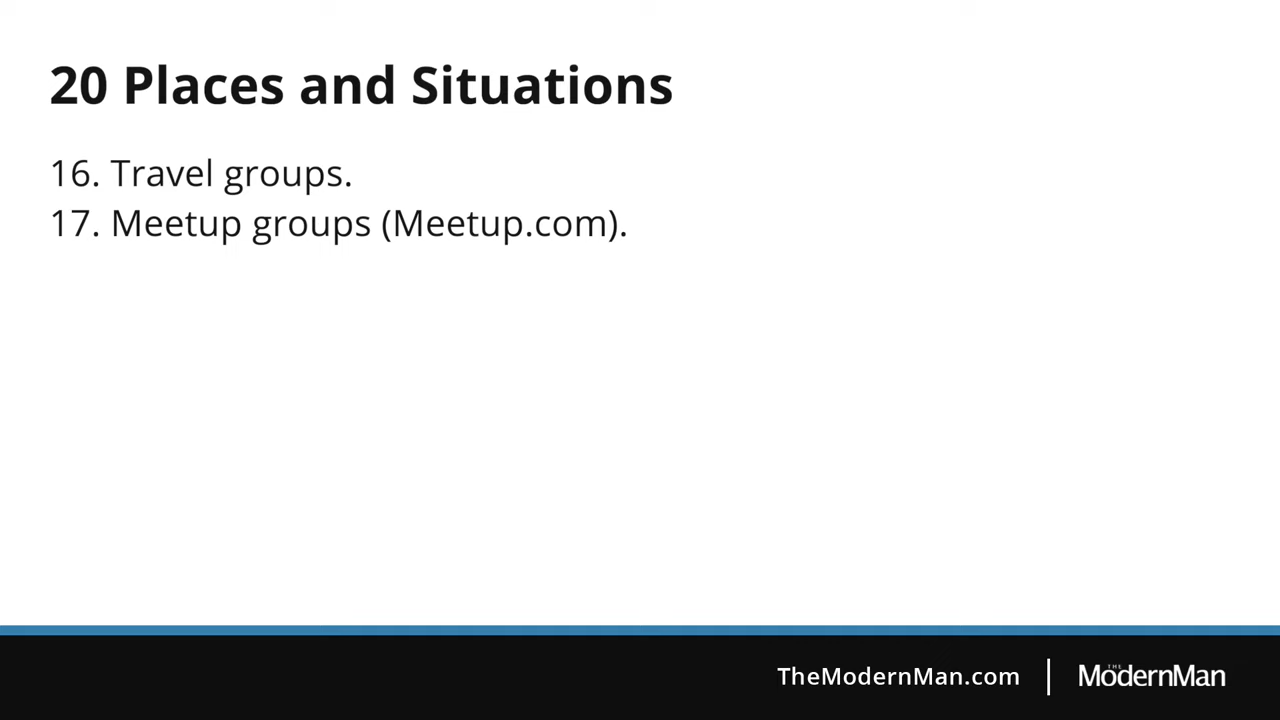 20 Places and Situations
16. Travel groups.
17. Meetup groups (Meetup.com).
TheModernMan.com
THE
ModernMan